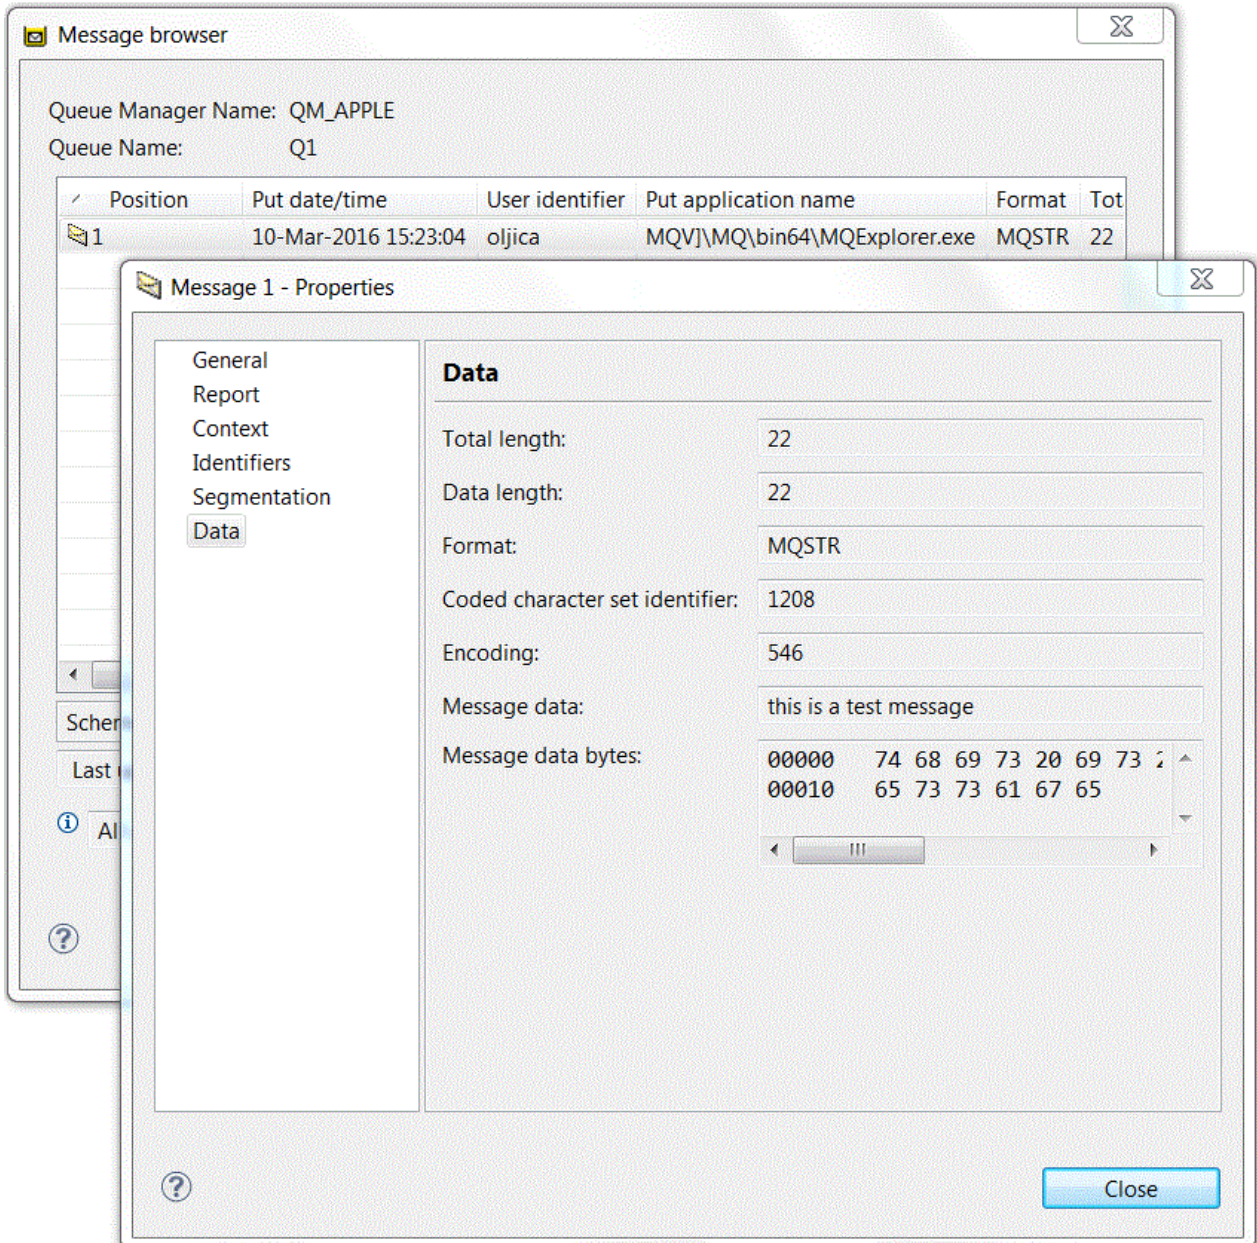 Message browser
Queue Manager Name: QM_APPLE
Queue Name: Q1
Position Put date/time User identifier Put application name Format Tot
1 10-Mar-2016 15:23:04 oljica MQV]\MQ\bin64\MQExplorer.exe MQSTR 22
Message 1 - Properties
General
Report
Context
Identifiers
Segmentation
Data
Data
Total length: 22
Data length: 22
Format: MQSTR
Coded character set identifier: 1208
Encoding: 546
Message data: this is a test message
Message data bytes: 00000 74 68 69 73 20 69 73
00010 65 73 73 61 67 65
Close
Scher
Last
Al